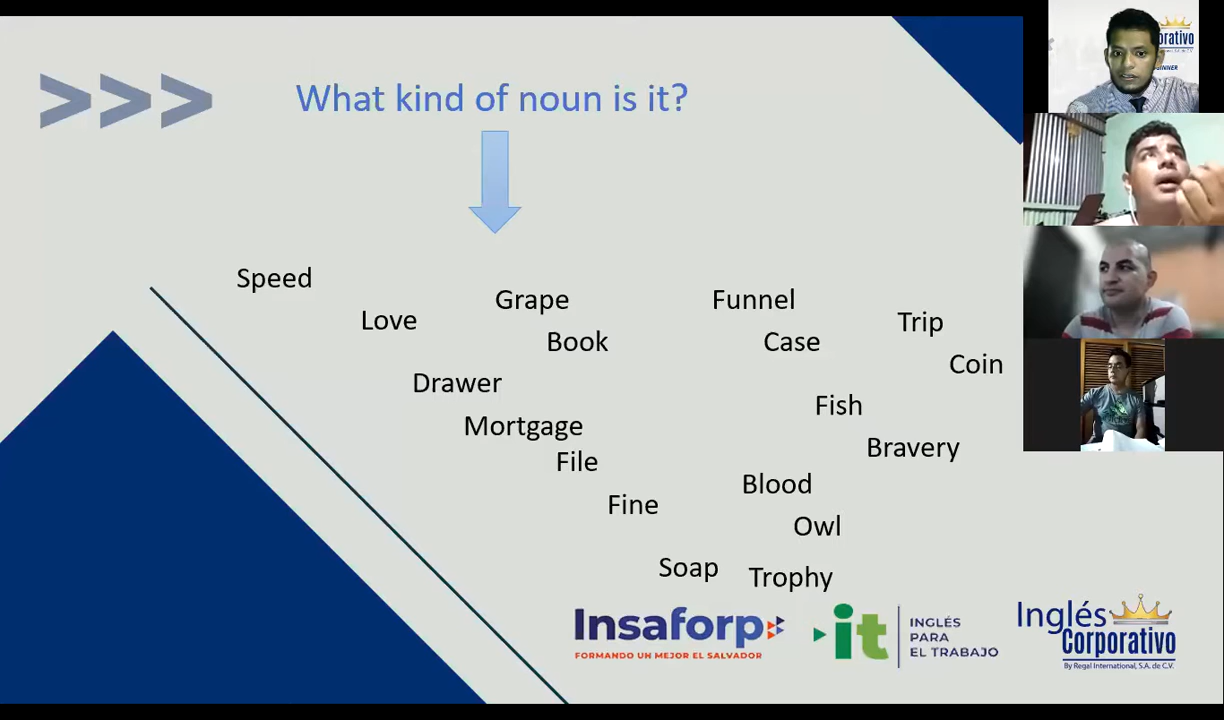 >>> What kind of noun is it?
Speed
Love
Grape
Book
Drawer
Mortgage
File
Fine
Soap
Funnel
Case
Trip
Coin
Fish
Bravery
Blood
Owl
Trophy
Insaforp
FORMANDO UN MEJOR EL SALVADOR
it
INGLÉS
PARA
EL TRABAJO
Inglés
Corporativo
By Regal International, S.A. de C.V.
orativo